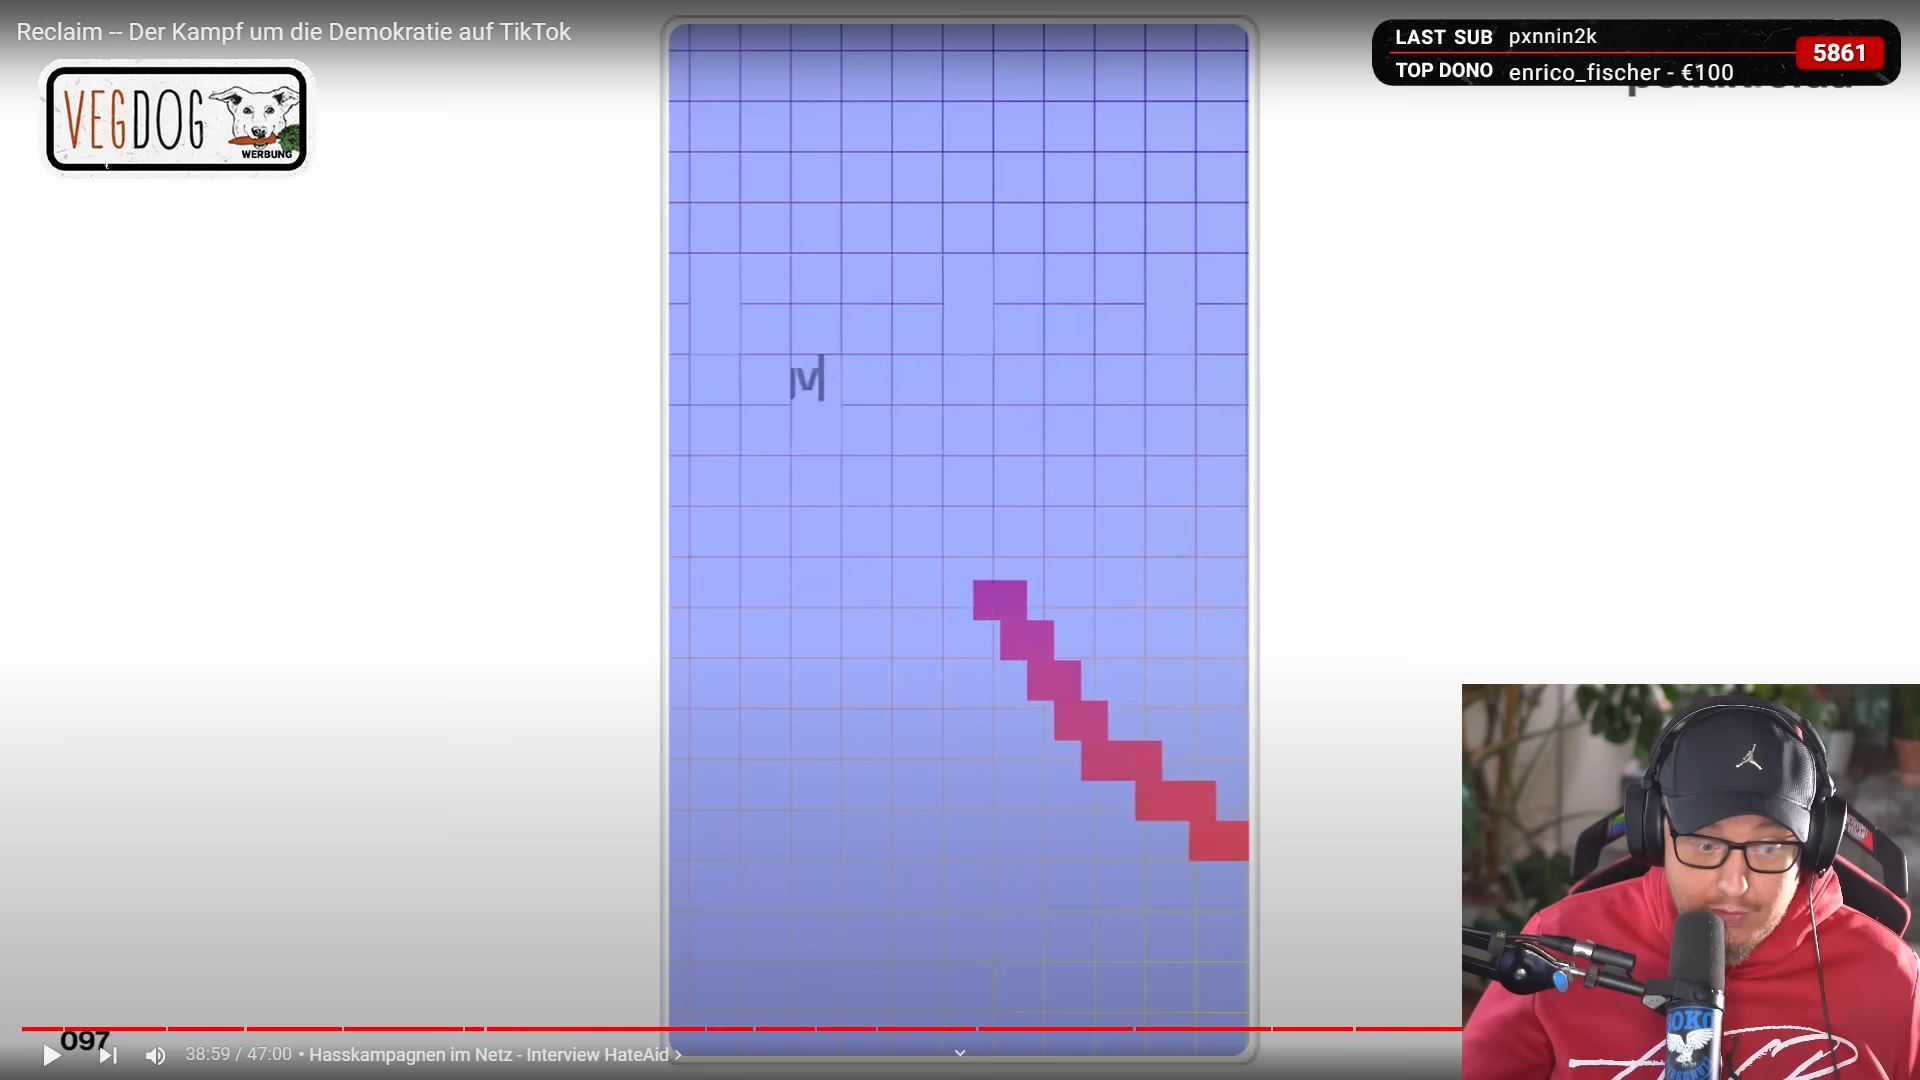 Reclaim -- Der Kampf um die Demokratie auf TikTok
VEGDOG
WERBUNG
LAST SUB pxnnin2k
TOP DONO enrico_fischer - €100
5861
097
38:59 / 47:00 • Hasskampagnen im Netz - Interview HateAid